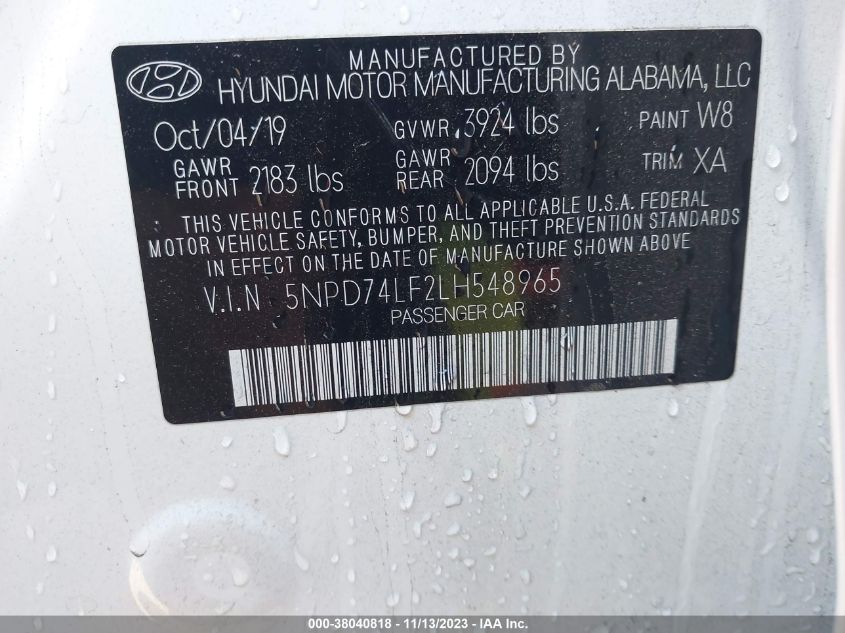 MANUFACTURED BY
HYUNDAI MOTOR MANUFACTURING ALABAMA, LLC
Oct/04/19 GVWR 3924 lbs PAINT W8
GAWR FRONT 2183 lbs GAWR REAR 2094 lbs TRIM XA
THIS VEHICLE CONFORMS TO ALL APPLICABLE U.S.A. FEDERAL
MOTOR VEHICLE SAFETY, BUMPER, AND THEFT PREVENTION STANDARDS
IN EFFECT ON THE DATE OF MANUFACTURE SHOWN ABOVE
V.I.N 5NPD74LF2LH548965
PASSENGER CAR
000-38040818 - 11/13/2023 - IAA Inc.